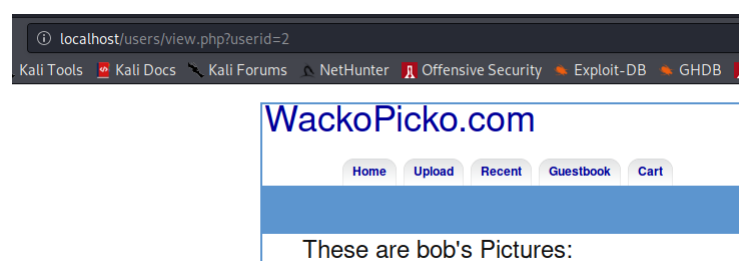 localhost/users/view.php?userid=2
Kali Tools Kali Docs Kali Forums NetHunter Offensive Security Exploit-DB GHDB
WackoPicko.com
Home Upload Recent Guestbook Cart
These are bob's Pictures: